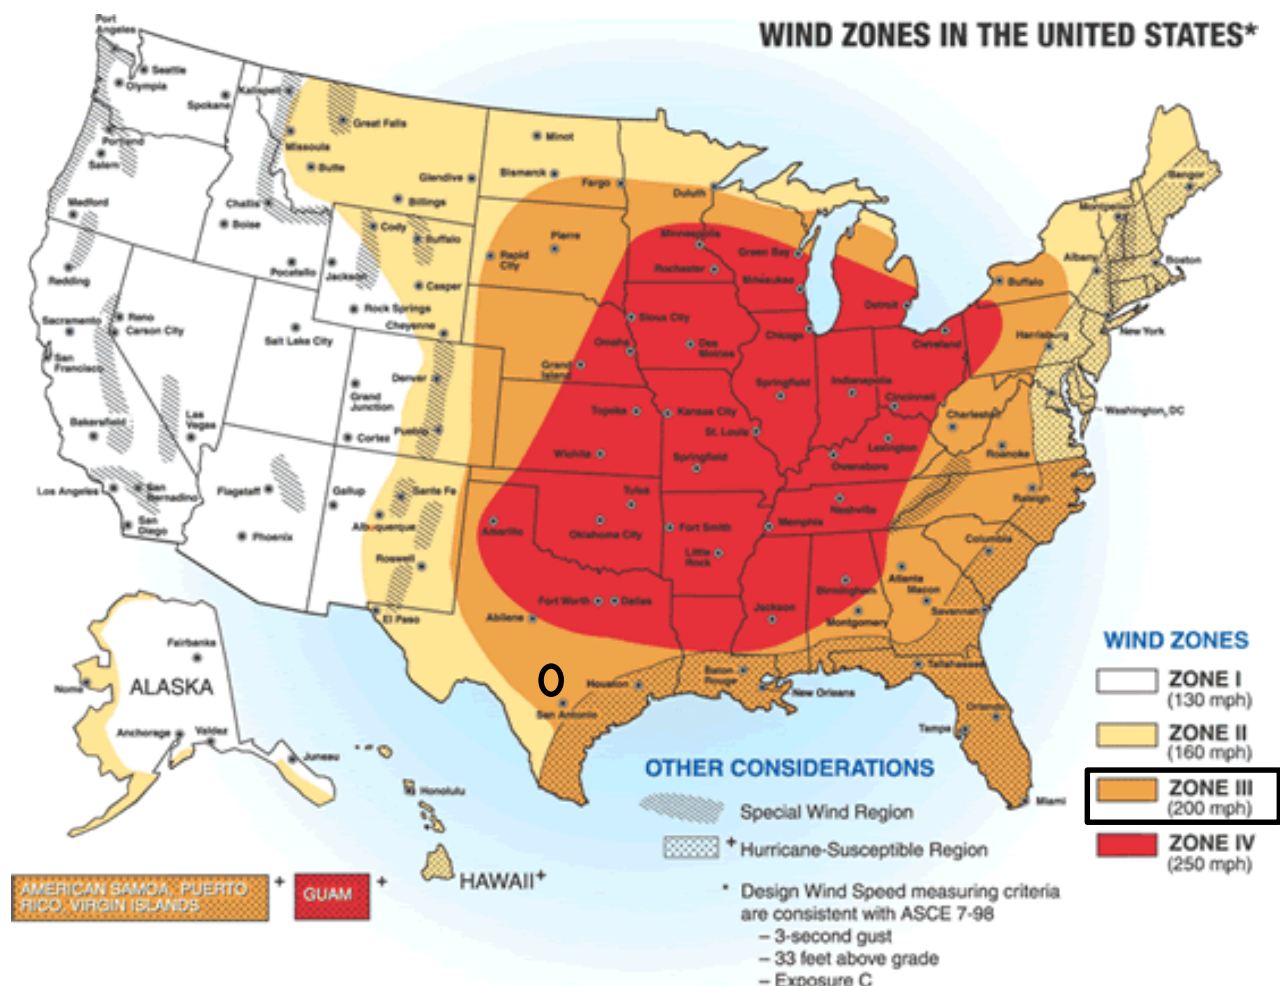 WIND ZONES IN THE UNITED STATES*
Port
Angeles
Seattle
Olympia
Spokane
Kalispell
Great Falls
Portland
Salem
Missoula
Butte
Glendive
Minot
Bismarck
Fargo
Duluth
Medford
Challis
Boise
Billings
Cody
Buffalo
Pierre
Rapid
City
Minneapolis
Green Bay
Montpelier
Bangor
Redding
Pocatello
Jackson
Casper
Rochester
Milwaukee
Detroit
Buffalo
Albany
Boston
Sacramento
Reno
Carson City
Rock Springs
Cheyenne
Salt Lake City
Sioux City
Omaha
Des
Moines
Chicago
Cleveland
Harrisburg
New York
San
Francisco
Grand
Island
Denver
Grand
Junction
Springfield
Indianapolis
Cincinnati
Charleston
Washington, DC
Bakersfield
Las
Vegas
Cortez
Pueblo
Topeka
Kansas City
St. Louis
Lexington
Roanoke
Wichita
Springfield
Owensboro
Los Angeles
San
Bernadino
San
Diego
Flagstaff
Gallup
Santa Fe
Albuquerque
Tulsa
Nashville
Raleigh
Phoenix
Amarillo
Oklahoma City
Fort Smith
Memphis
Columbia
Roswell
Little
Rock
Birmingham
Atlanta
Macon
El Paso
Abilene
Fort Worth
Dallas
Jackson
Montgomery
Savannah
Houston
Baton
Rouge
New Orleans
Tallahassee
San Antonio
Orlando
Tampa
Miami
Fairbanks
Nome
ALASKA
Anchorage
Valdez
Juneau
Honolulu
HAWAII+
AMERICAN SAMOA, PUERTO
RICO, VIRGIN ISLANDS
+
GUAM
+
WIND ZONES
ZONE I
(130 mph)
ZONE II
(160 mph)
ZONE III
(200 mph)
ZONE IV
(250 mph)
OTHER CONSIDERATIONS
Special Wind Region
+ Hurricane-Susceptible Region
* Design Wind Speed measuring criteria
are consistent with ASCE 7-98
– 3-second gust
– 33 feet above grade
– Exposure C